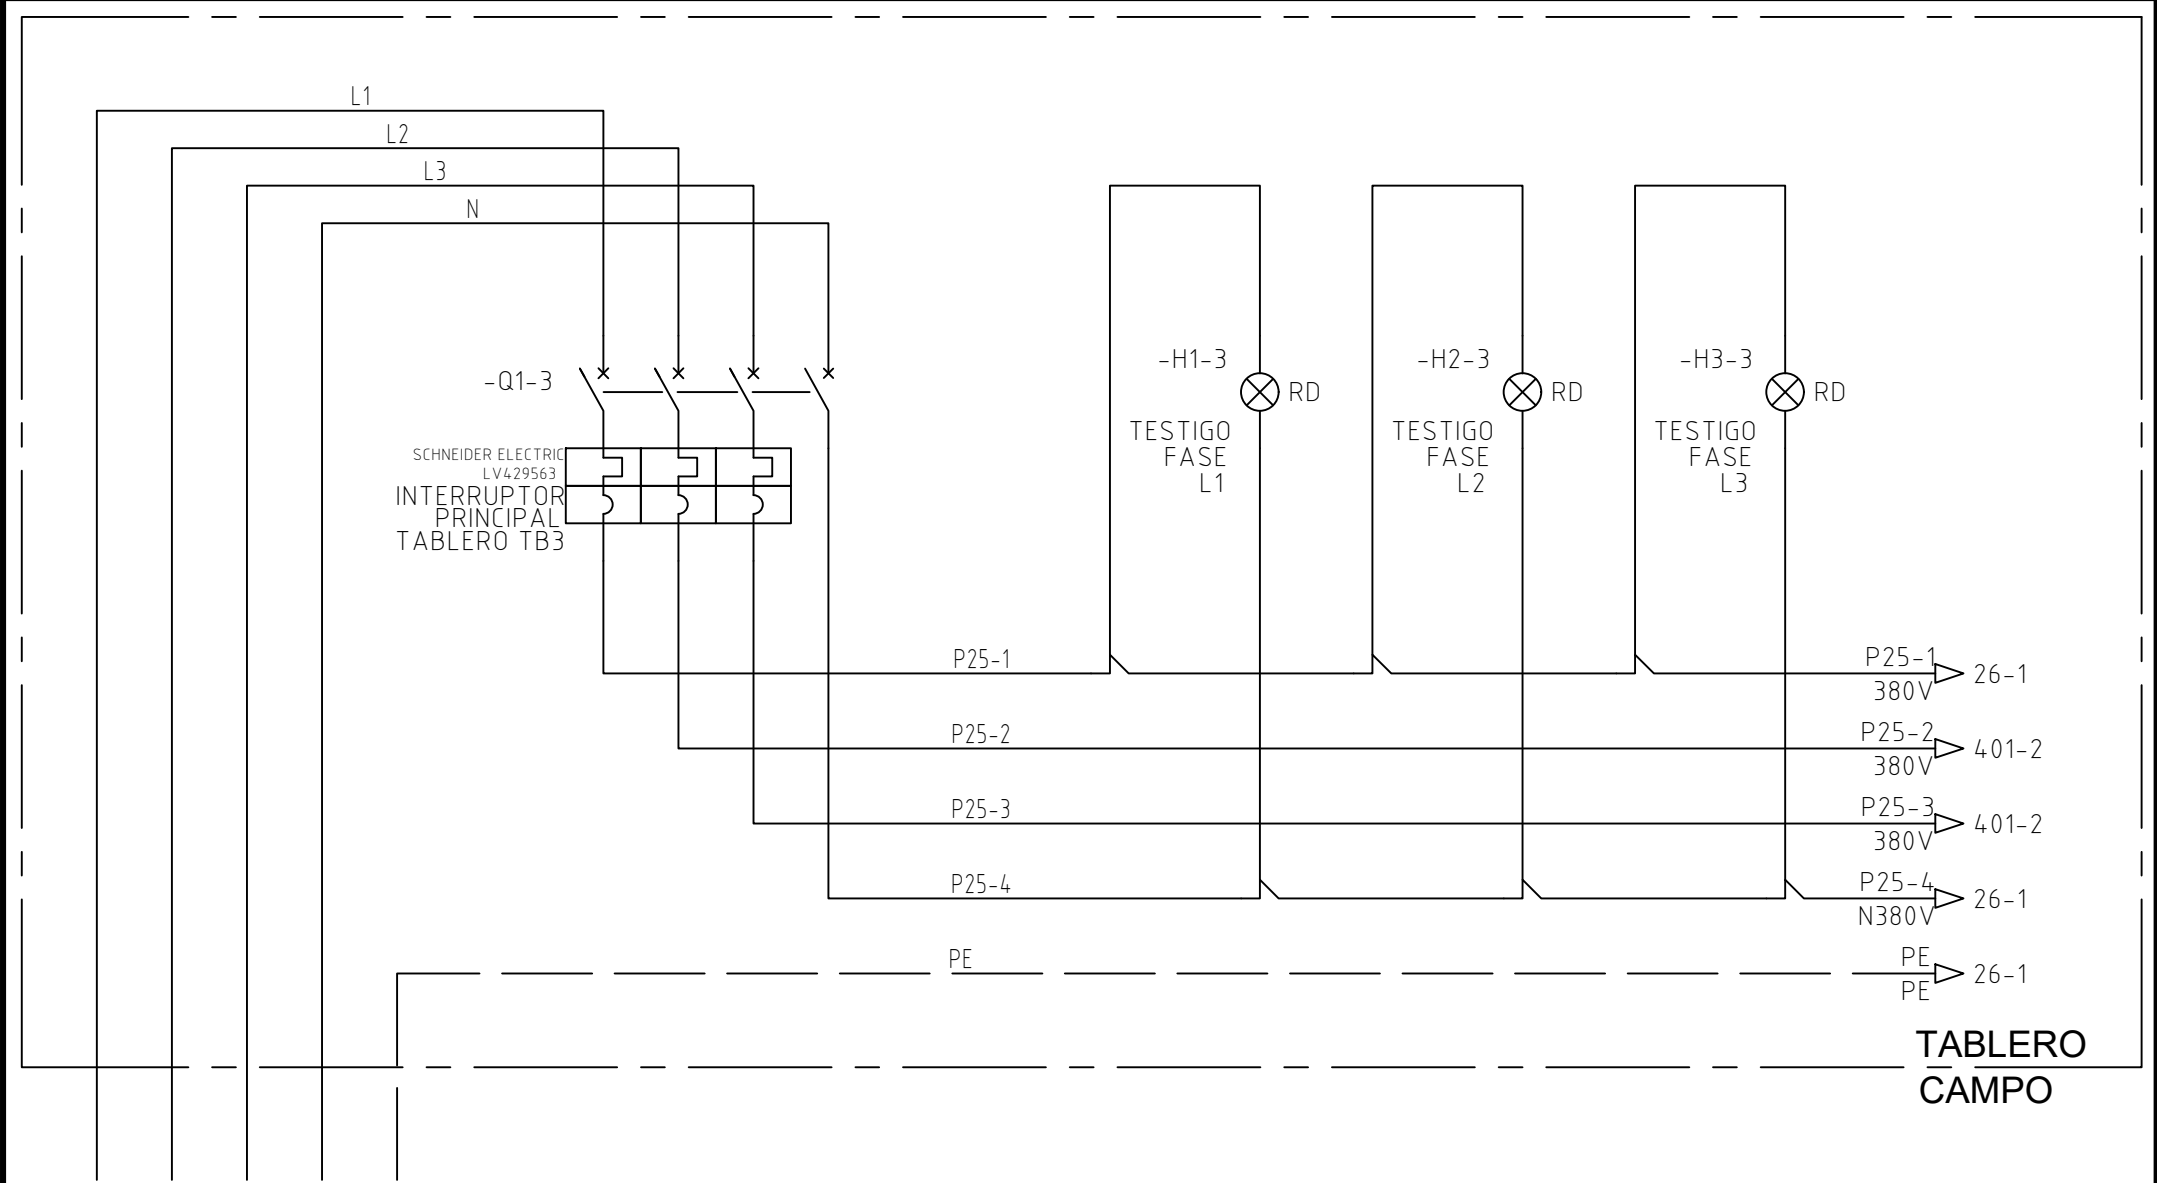 L1
L2
L3
N
-Q1-3
SCHNEIDER ELECTRIC
LV429563
INTERRUPTOR
PRINCIPAL
TABLERO TB3
-H1-3
RD
TESTIGO
FASE
L1
-H2-3
RD
TESTIGO
FASE
L2
-H3-3
RD
TESTIGO
FASE
L3
P25-1
P25-1
380V
26-1
P25-2
P25-2
380V
401-2
P25-3
P25-3
380V
401-2
P25-4
P25-4
N380V
26-1
PE
PE
PE
26-1
TABLERO
CAMPO